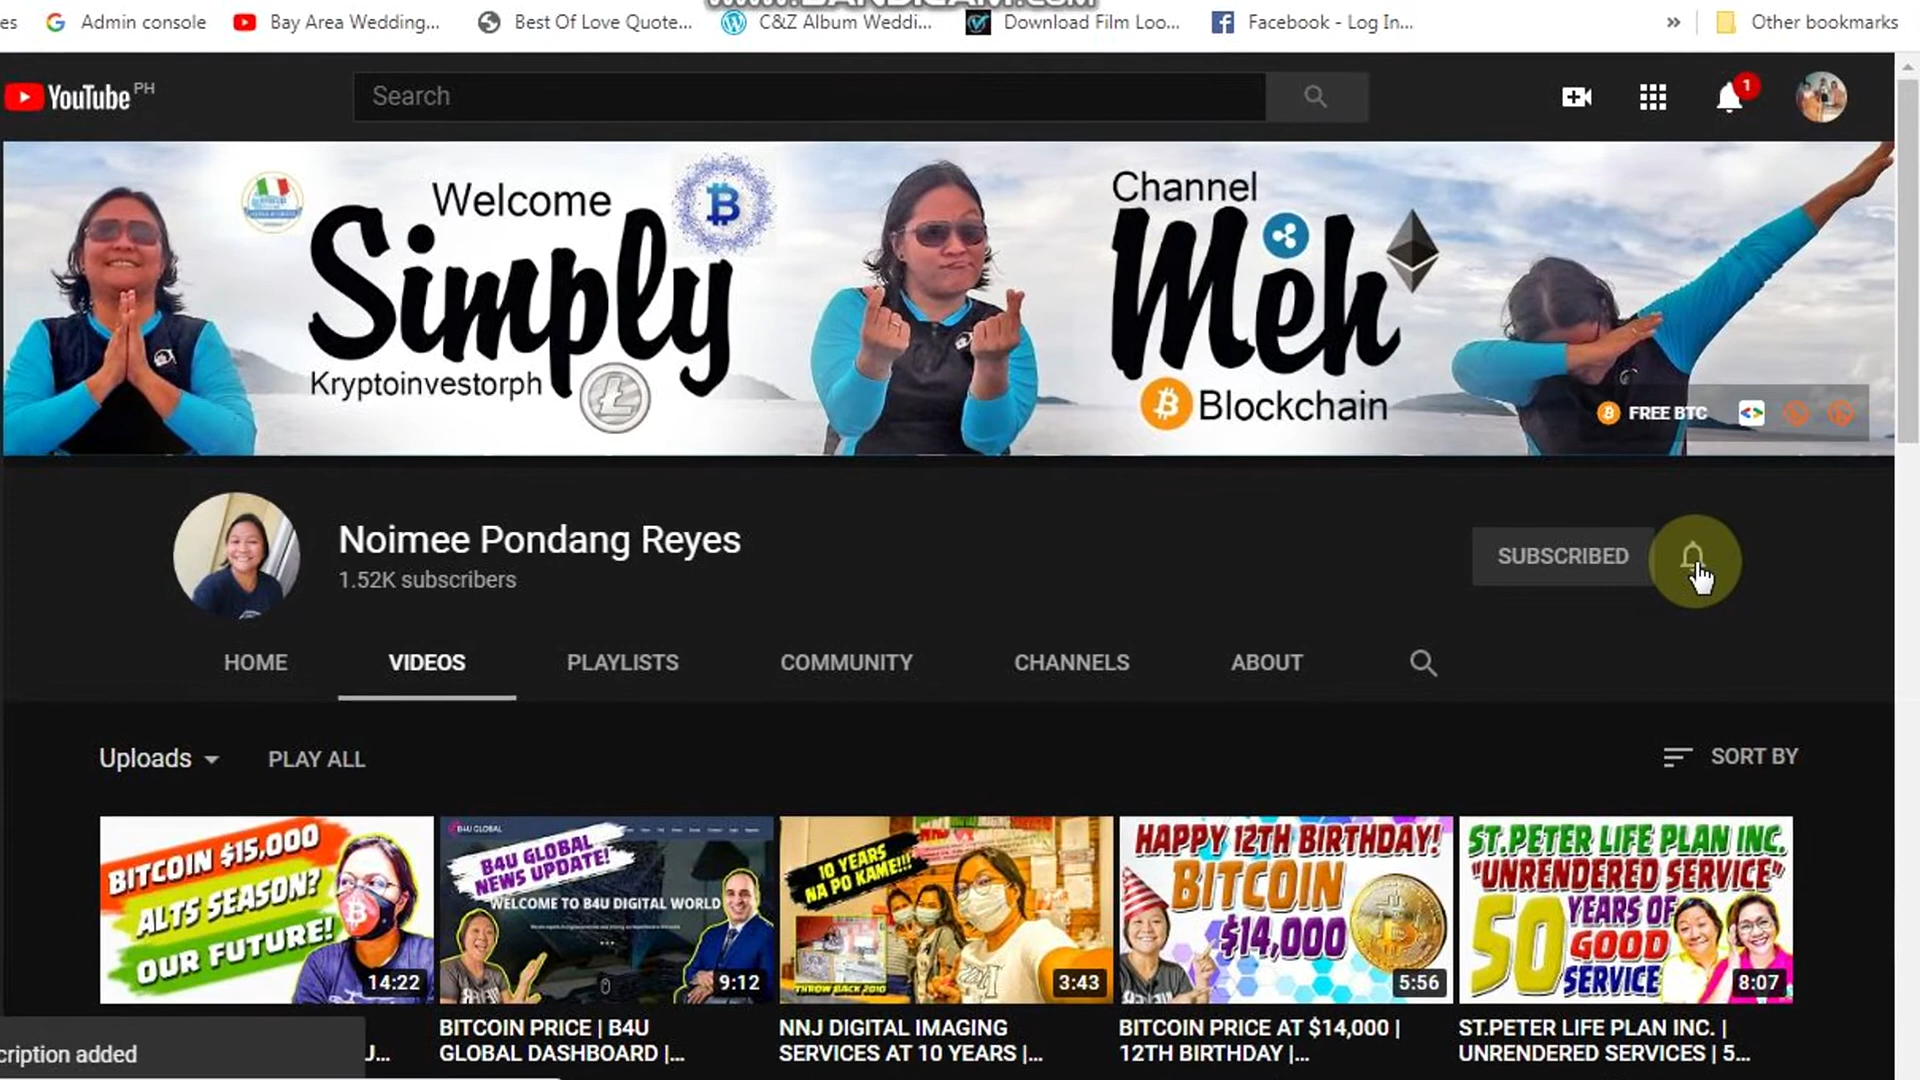 es
Admin console
Bay Area Wedding...
Best Of Love Quote...
C&Z Album Weddi...
Download Film Loo...
Facebook - Log In...
»
Other bookmarks
YouTube PH
Search
1
Welcome
Simply
Kryptoinvestorph
Channel
Meh
Blockchain
FREE BTC
Noimee Pondang Reyes
1.52K subscribers
SUBSCRIBED
HOME
VIDEOS
PLAYLISTS
COMMUNITY
CHANNELS
ABOUT
Uploads
PLAY ALL
SORT BY
BITCOIN $15,000
ALTS SEASON?
OUR FUTURE!
14:22
B4U GLOBAL
B4U GLOBAL
NEWS UPDATE!
WELCOME TO B4U DIGITAL WORLD
9:12
10 YEARS
NA PO KAME!!!
THROW BACK 2010
3:43
HAPPY 12TH BIRTHDAY!
BITCOIN
$14,000
5:56
ST.PETER LIFE PLAN INC.
"UNRENDERED SERVICE"
50 YEARS OF
GOOD
SERVICE
8:07
cription added
J...
BITCOIN PRICE | B4U
GLOBAL DASHBOARD |...
NNJ DIGITAL IMAGING
SERVICES AT 10 YEARS |...
BITCOIN PRICE AT $14,000 |
12TH BIRTHDAY |...
ST.PETER LIFE PLAN INC. |
UNRENDERED SERVICES | 5...